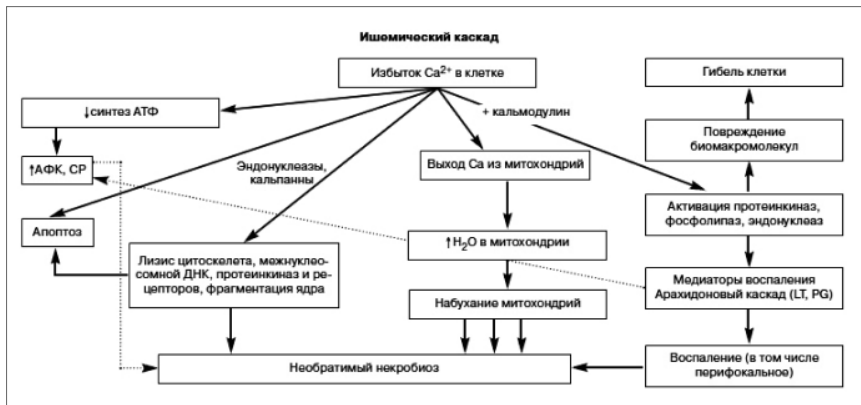 Ишемический каскад
Избыток Ca²⁺ в клетке
Гибель клетки
↓синтез АТФ
+ кальмодулин
Повреждение
биомакромолекул
↑АФК, СР
Эндонуклеазы,
кальпанны
Выход Ca из митохондрий
Активация протеинкиназ,
фосфолипаз, эндонуклеаз
Апоптоз
↑H₂O в митохондрии
Лизис цитоскелета, межнуклео-
сомной ДНК, протеинкиназ и ре-
цепторов, фрагментация ядра
Медиаторы воспаления
Арахидоновый каскад (LT, PG)
Набухание митохондрий
Необратимый некробиоз
Воспаление (в том числе
перифокальное)